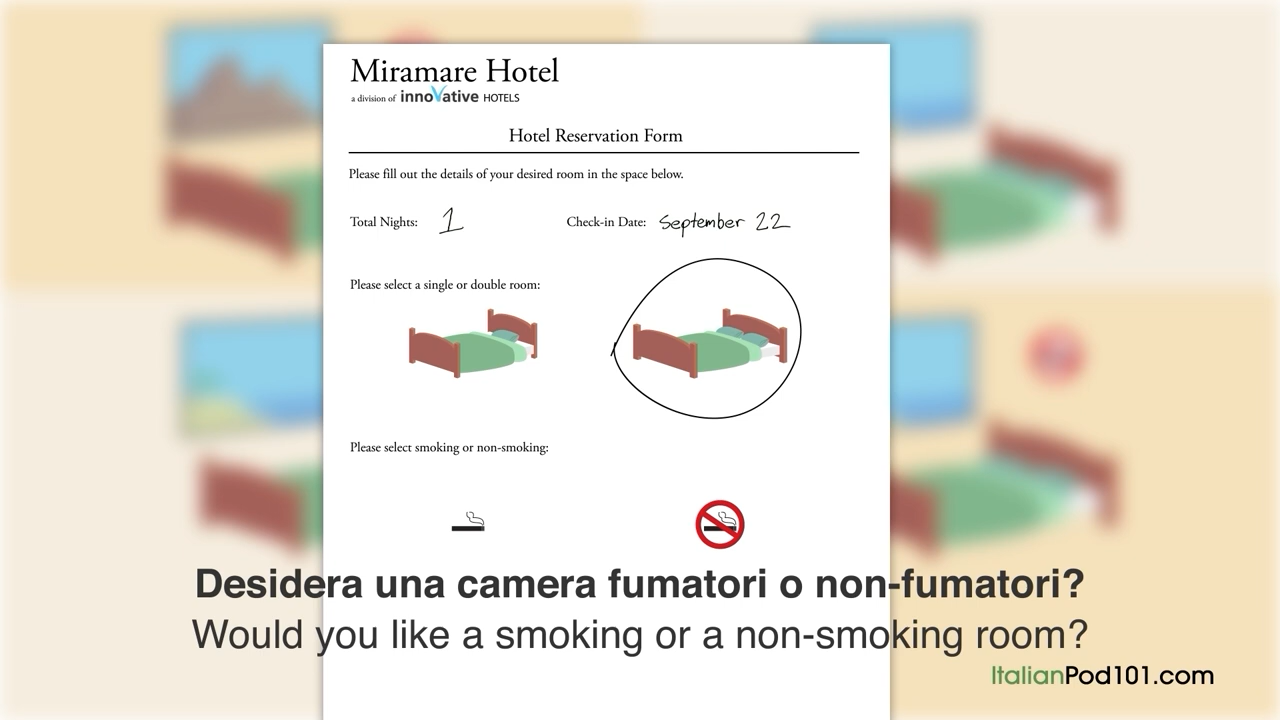 Miramare Hotel
a division of innoVative HOTELS
Hotel Reservation Form
Please fill out the details of your desired room in the space below.
Total Nights: 1 Check-in Date: September 22
Please select a single or double room:
Please select smoking or non-smoking:
Desidera una camera fumatori o non-fumatori?
Would you like a smoking or a non-smoking room?
ItalianPod101.com